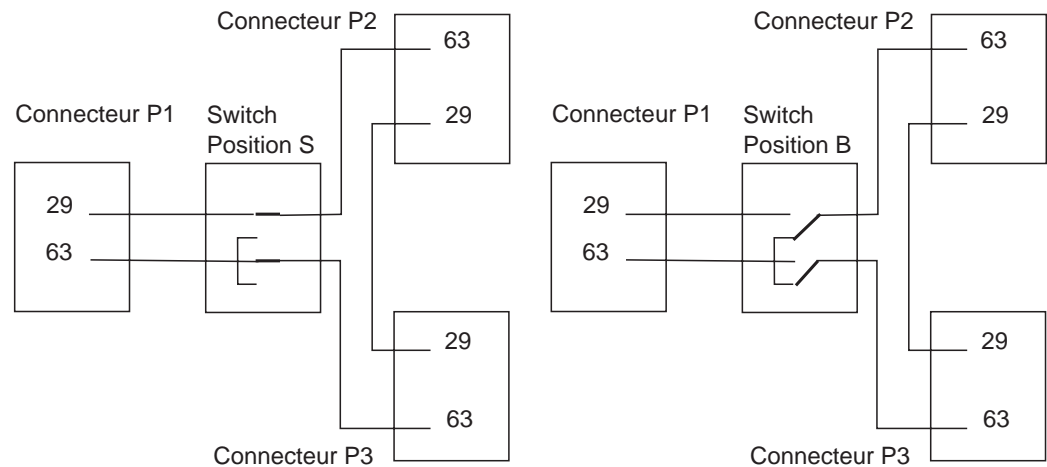 Connecteur P2
63
29
Connecteur P1
Switch
Position S
29
63
29
63
Connecteur P3
Connecteur P2
63
29
Connecteur P1
Switch
Position B
29
63
29
63
Connecteur P3